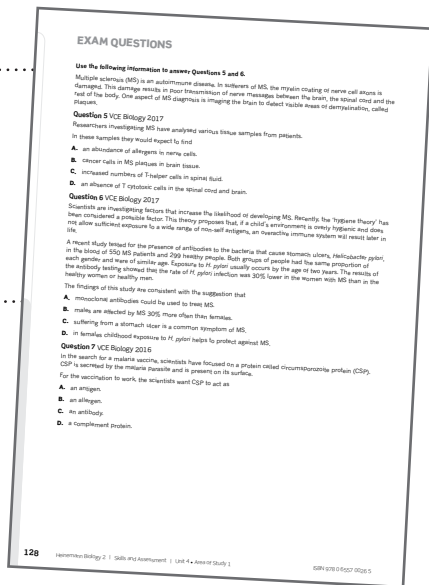 EXAM QUESTIONS
Use the following information to answer Questions 5 and 6.
Multiple sclerosis (MS) is an autoimmune disease. In sufferers of MS, the myelin coating of nerve cell axons is
damaged. This damage results in poor transmission of nerve messages between the brain, the spinal cord and the
rest of the body. One aspect of MS diagnosis is imaging the brain to detect visible areas of demyelination, called
plaques.
Question 5 VCE Biology 2017
Researchers investigating MS have analysed various tissue samples from patients.
In these samples they would expect to find
A. an abundance of allergens in nerve cells.
B. cancer cells in MS plaques in brain tissue.
C. increased numbers of T-helper cells in spinal fluid.
D. an absence of T cytotoxic cells in the spinal cord and brain.
Question 6 VCE Biology 2017
Scientists are investigating factors that increase the likelihood of developing MS. Recently, the 'hygiene theory' has
been considered a possible factor. This theory proposes that, if a child's environment is overly hygienic and does
not allow sufficient exposure to a wide range of non-self antigens, an overactive immune system will result later in
life.
A recent study tested for the presence of antibodies to the bacteria that cause stomach ulcers, Helicobacter pylori,
in the blood of 550 MS patients and 299 healthy people. Both groups of people had the same proportion of
each gender and were of similar age. Exposure to H. pylori usually occurs by the age of two years. The results of
the antibody testing showed that the rate of H. pylori infection was 30% lower in the women with MS than in the
healthy women or healthy men.
The findings of this study are consistent with the suggestion that
A. monoclonal antibodies could be used to treat MS.
B. males are affected by MS 30% more often than females.
C. suffering from a stomach ulcer is a common symptom of MS.
D. in females childhood exposure to H. pylori helps to protect against MS.
Question 7 VCE Biology 2016
In the search for a malaria vaccine, scientists have focused on a protein called circumsporozoite protein (CSP).
CSP is secreted by the malaria parasite and is present on its surface.
For the vaccination to work, the scientists want CSP to act as
A. an antigen.
B. an allergen.
C. an antibody.
D. a complement protein.
128 Heinemann Biology 2 | Skills and Assessment | Unit 4 • Area of Study 1 ISBN 978 0 6557 0026 5